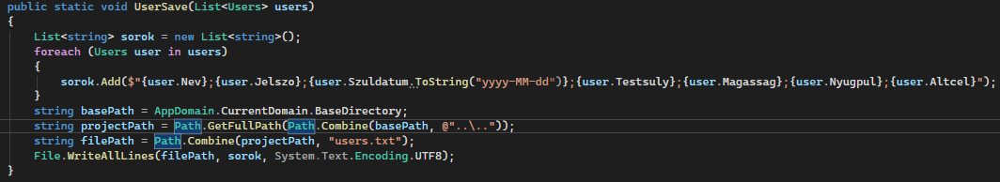 public static void UserSave(List<Users> users)
{
    List<string> sorok = new List<string>();
    foreach (Users user in users)
    {
        sorok.Add($"{user.Nev};{user.Jelszo};{user.Szuldatum.ToString("yyyy-MM-dd")};{user.Testsuly};{user.Magassag};{user.Nyugpul};{user.Altcel}");
    }
    string basePath = AppDomain.CurrentDomain.BaseDirectory;
    string projectPath = Path.GetFullPath(Path.Combine(basePath, @"..\.."));
    string filePath = Path.Combine(projectPath, "users.txt");
    File.WriteAllLines(filePath, sorok, System.Text.Encoding.UTF8);
}